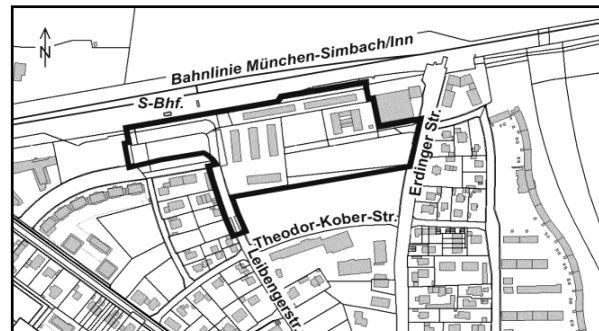 N
Bahnlinie München-Simbach/Inn
S-Bhf.
Erdinger Str.
Theodor-Kober-Str.
Leibengerstr.